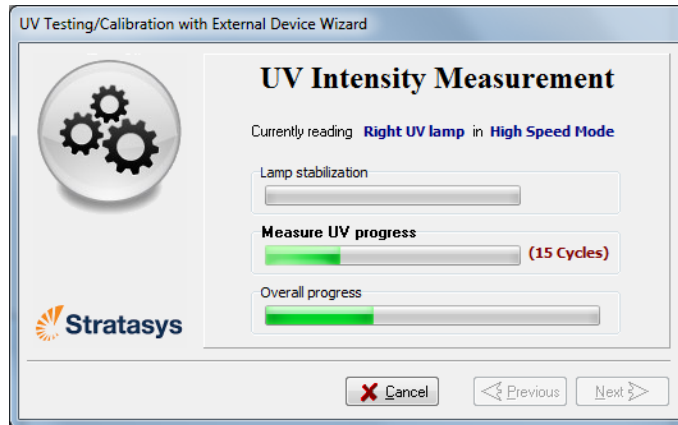 UV Testing/Calibration with External Device Wizard
UV Intensity Measurement
Currently reading Right UV lamp in High Speed Mode
Lamp stabilization
Measure UV progress
(15 Cycles)
Overall progress
Stratasys
Cancel
Previous
Next